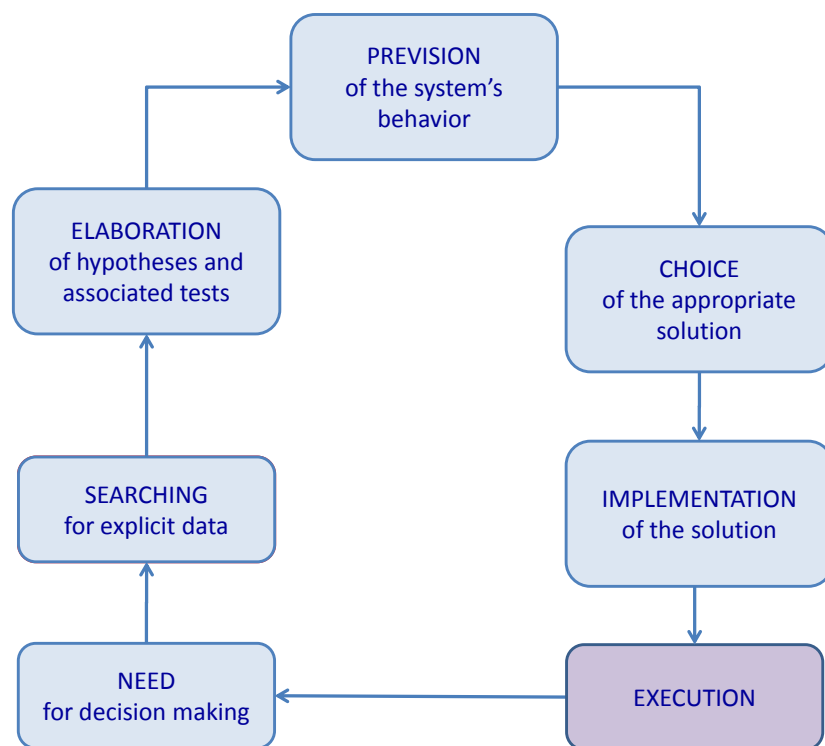 PREVISION
of the system’s
behavior
ELABORATION
of hypotheses and
associated tests
CHOICE
of the appropriate
solution
SEARCHING
for explicit data
IMPLEMENTATION
of the solution
NEED
for decision making
EXECUTION